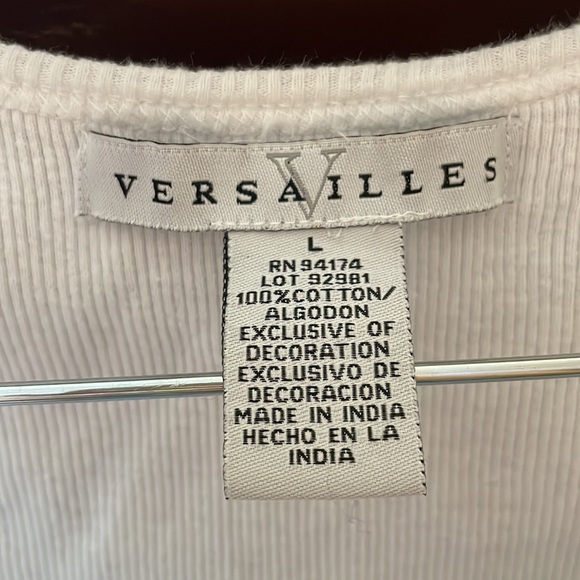 V
VERSAILLES
L
RN 94174
LOT 92981
100%COTTON/
ALGODON
EXCLUSIVE OF
DECORATION
EXCLUSIVO DE
DECORACION
MADE IN INDIA
HECHO EN LA
INDIA